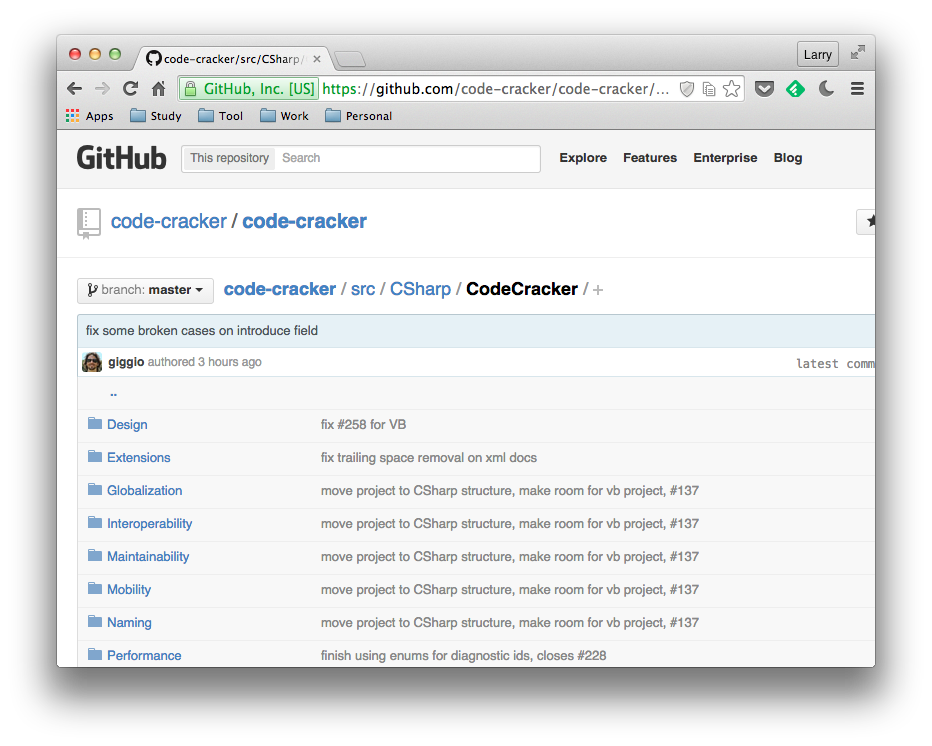 code-cracker/src/CSharp/
Larry
GitHub, Inc. [US] https://github.com/code-cracker/code-cracker/...
Apps Study Tool Work Personal
GitHub This repository Search Explore Features Enterprise Blog
code-cracker / code-cracker
branch: master code-cracker / src / CSharp / CodeCracker / +
fix some broken cases on introduce field
giggio authored 3 hours ago latest comm
..
Design fix #258 for VB
Extensions fix trailing space removal on xml docs
Globalization move project to CSharp structure, make room for vb project, #137
Interoperability move project to CSharp structure, make room for vb project, #137
Maintainability move project to CSharp structure, make room for vb project, #137
Mobility move project to CSharp structure, make room for vb project, #137
Naming move project to CSharp structure, make room for vb project, #137
Performance finish using enums for diagnostic ids, closes #228